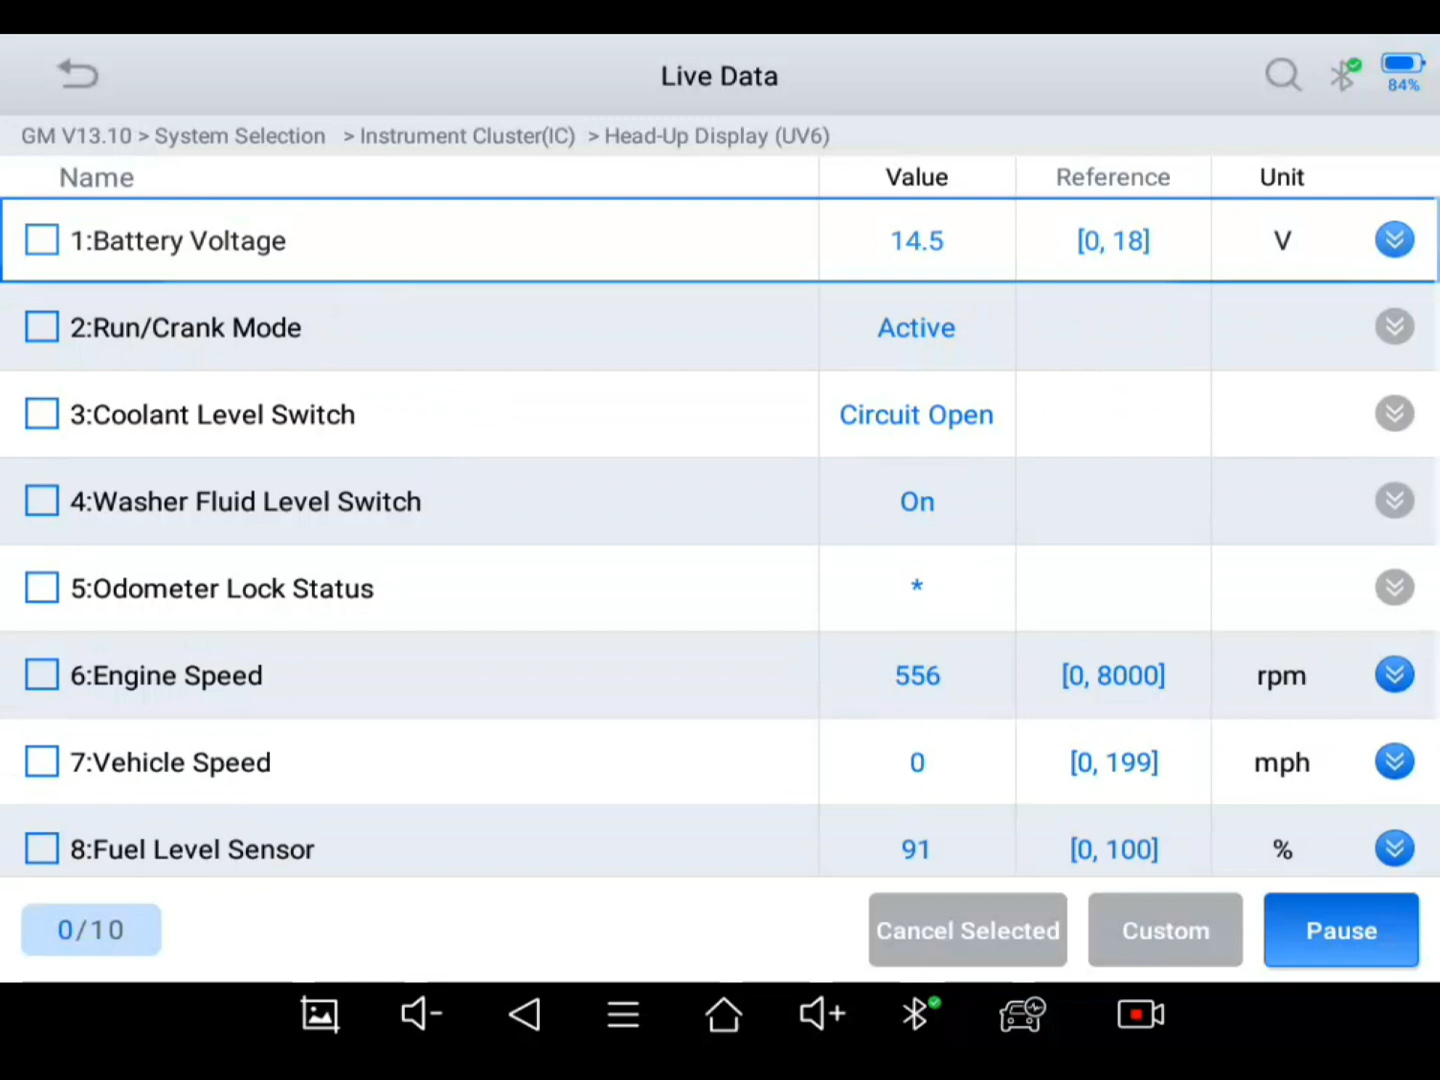 Live Data
84%
GM V13.10 > System Selection > Instrument Cluster(IC) > Head-Up Display (UV6)
Name Value Reference Unit
1:Battery Voltage 14.5 [0, 18] V
2:Run/Crank Mode Active
3:Coolant Level Switch Circuit Open
4:Washer Fluid Level Switch On
5:Odometer Lock Status *
6:Engine Speed 556 [0, 8000] rpm
7:Vehicle Speed 0 [0, 199] mph
8:Fuel Level Sensor 91 [0, 100] %
0/10 Cancel Selected Custom Pause